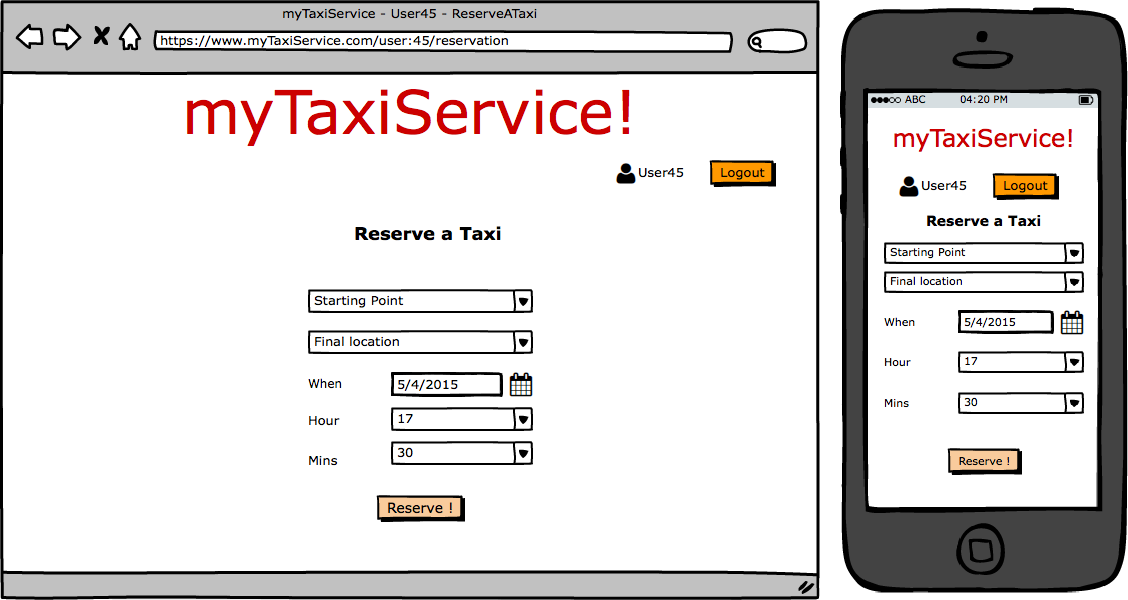 myTaxiService - User45 - ReserveATaxi
https://www.myTaxiService.com/user:45/reservation
myTaxiService!
User45 Logout
Reserve a Taxi
Starting Point
Final location
When 5/4/2015
Hour 17
Mins 30
Reserve !
ABC 04:20 PM
myTaxiService!
User45 Logout
Reserve a Taxi
Starting Point
Final location
When 5/4/2015
Hour 17
Mins 30
Reserve !